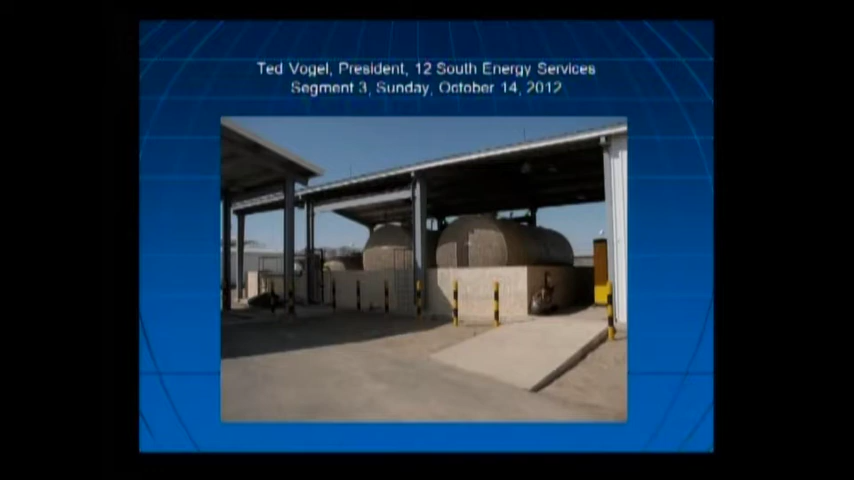 Ted Vogel, President, 12 South Energy Services
Segment 3, Sunday, October 14, 2012